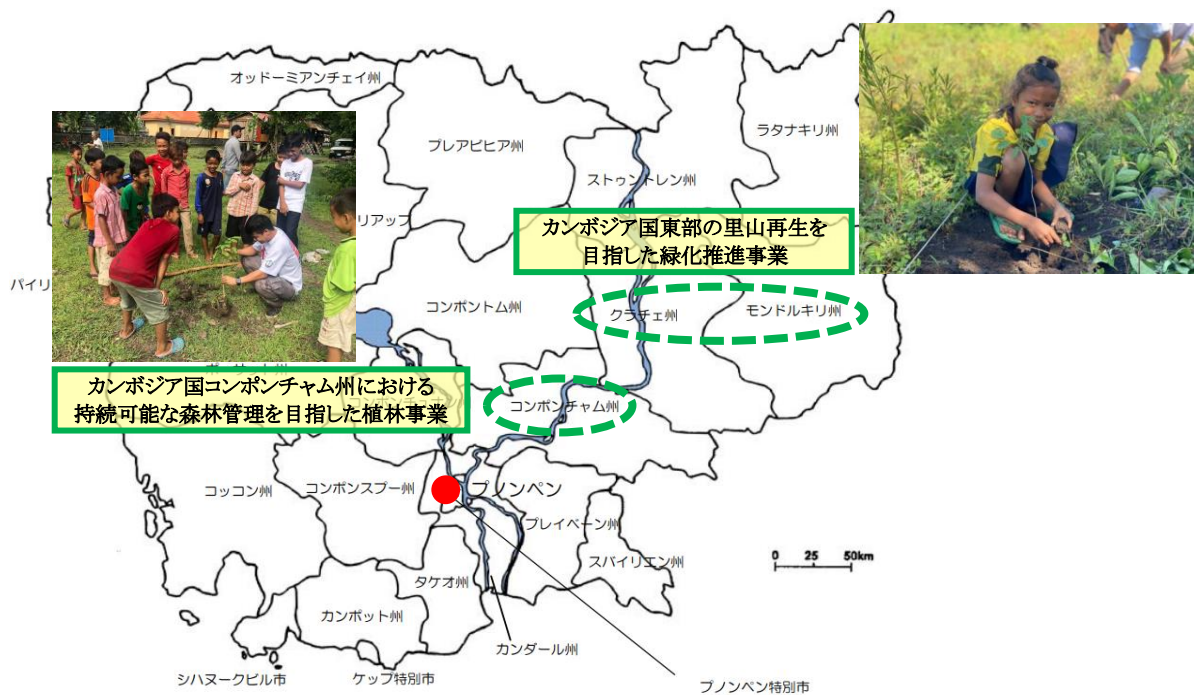 オッドーミアンチェイ州
プレアビヒア州
ラタナキリ州
ストゥントレン州
リアップ
カンボジア国東部の里山再生を
目指した緑化推進事業
パイリ
コンポントム州
クラチェ州
モンドルキリ州
カンボジア国コンポンチャム州における
持続可能な森林管理を目指した植林事業
コンポンチャム州
コッコン州
コンポンスプー州
プノンペン
プレイベーン州
スバイリエン州
0 25 50km
タケオ州
カンポット州
カンダール州
シハヌークビル市
ケップ特別市
プノンペン特別市